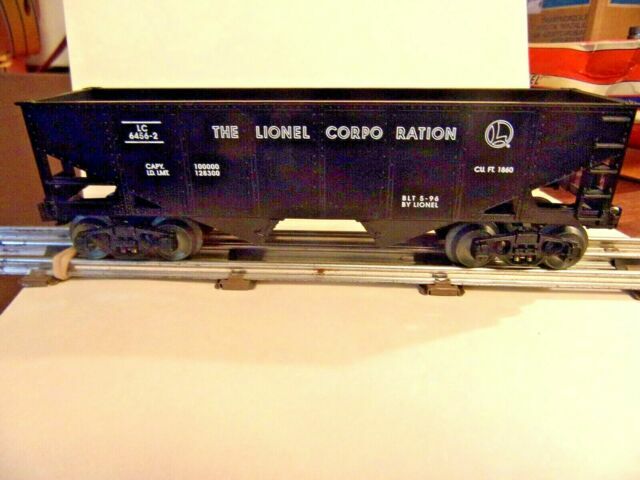 LC
6456-2
THE LIONEL CORPO RATION
L
CAPY. 100000
LD. LMT. 128300
CU. FT. 1860
BLT 5-96
BY LIONEL